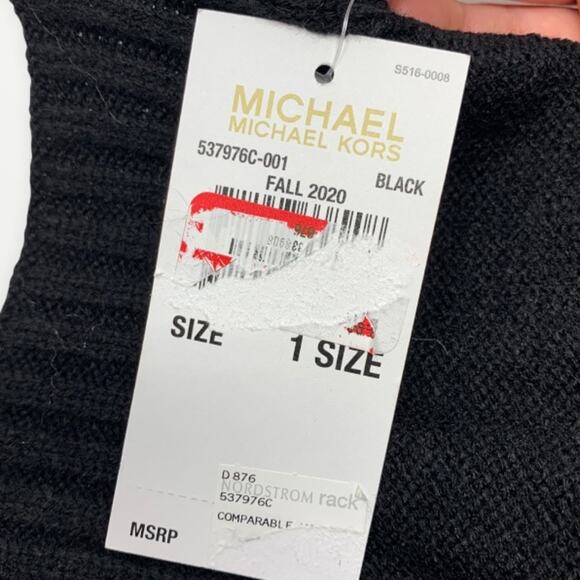 S516-0008
MICHAEL
MICHAEL KORS
537976C-001
BLACK
FALL 2020
976
SIZE
1 SIZE
D 876
NORDSTROM rack
537976C
COMPARABLE
MSRP